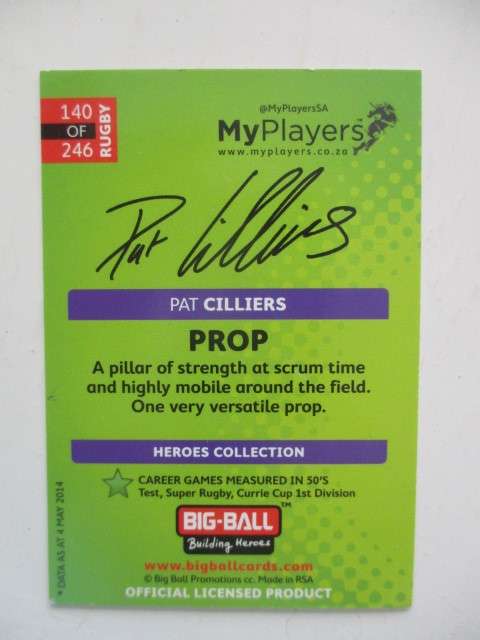 140
OF
246
RUGBY
@MyPlayersSA
MyPlayers™
www.myplayers.co.za
Pat Cilliers
PAT CILLIERS
PROP
A pillar of strength at scrum time
and highly mobile around the field.
One very versatile prop.
HEROES COLLECTION
CAREER GAMES MEASURED IN 50'S
Test, Super Rugby, Currie Cup 1st Division
BIG-BALL™
Building Heroes
www.bigballcards.com
© Big Ball Promotions cc. Made in RSA
OFFICIAL LICENSED PRODUCT
* DATA AS AT 4 MAY 2014